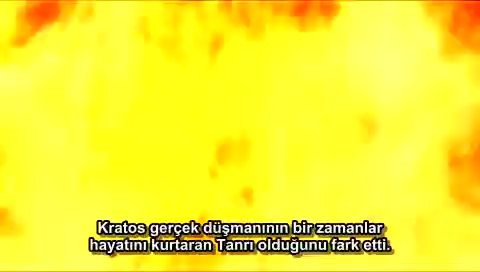 Kratos gerçek düşmanının bir zamanlar
hayatını kurtaran Tanrı olduğunu fark etti.